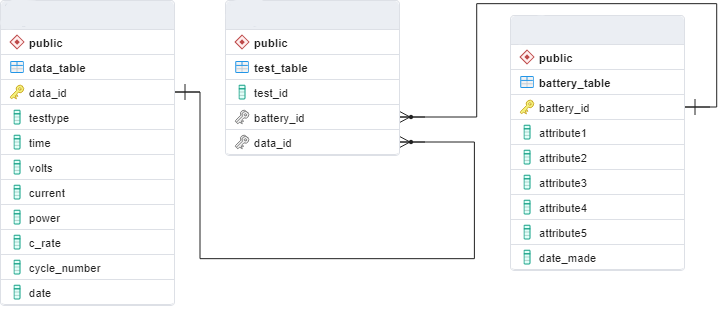 public
data_table
data_id
testtype
time
volts
current
power
c_rate
cycle_number
date
public
test_table
test_id
battery_id
data_id
public
battery_table
battery_id
attribute1
attribute2
attribute3
attribute4
attribute5
date_made